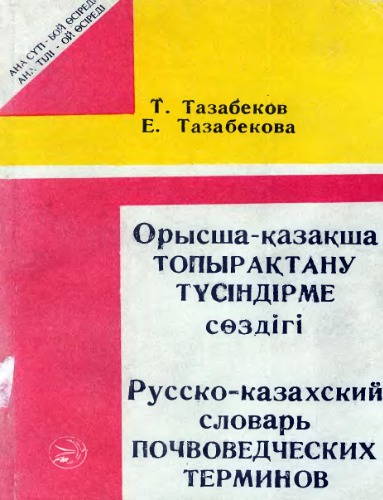 АНА СҮТІ - БОЙ ӨСІРЕДІ
АНА ТІЛІ - ОЙ ӨСІРЕДІ
Т. Тазабеков
Е. Тазабекова
Орысша-қазақша
ТОПЫРАҚТАНУ
ТҮСІНДІРМЕ
сөздігі
Русско-казахский
словарь
ПОЧВОВЕДЧЕСКИХ
ТЕРМИНОВ